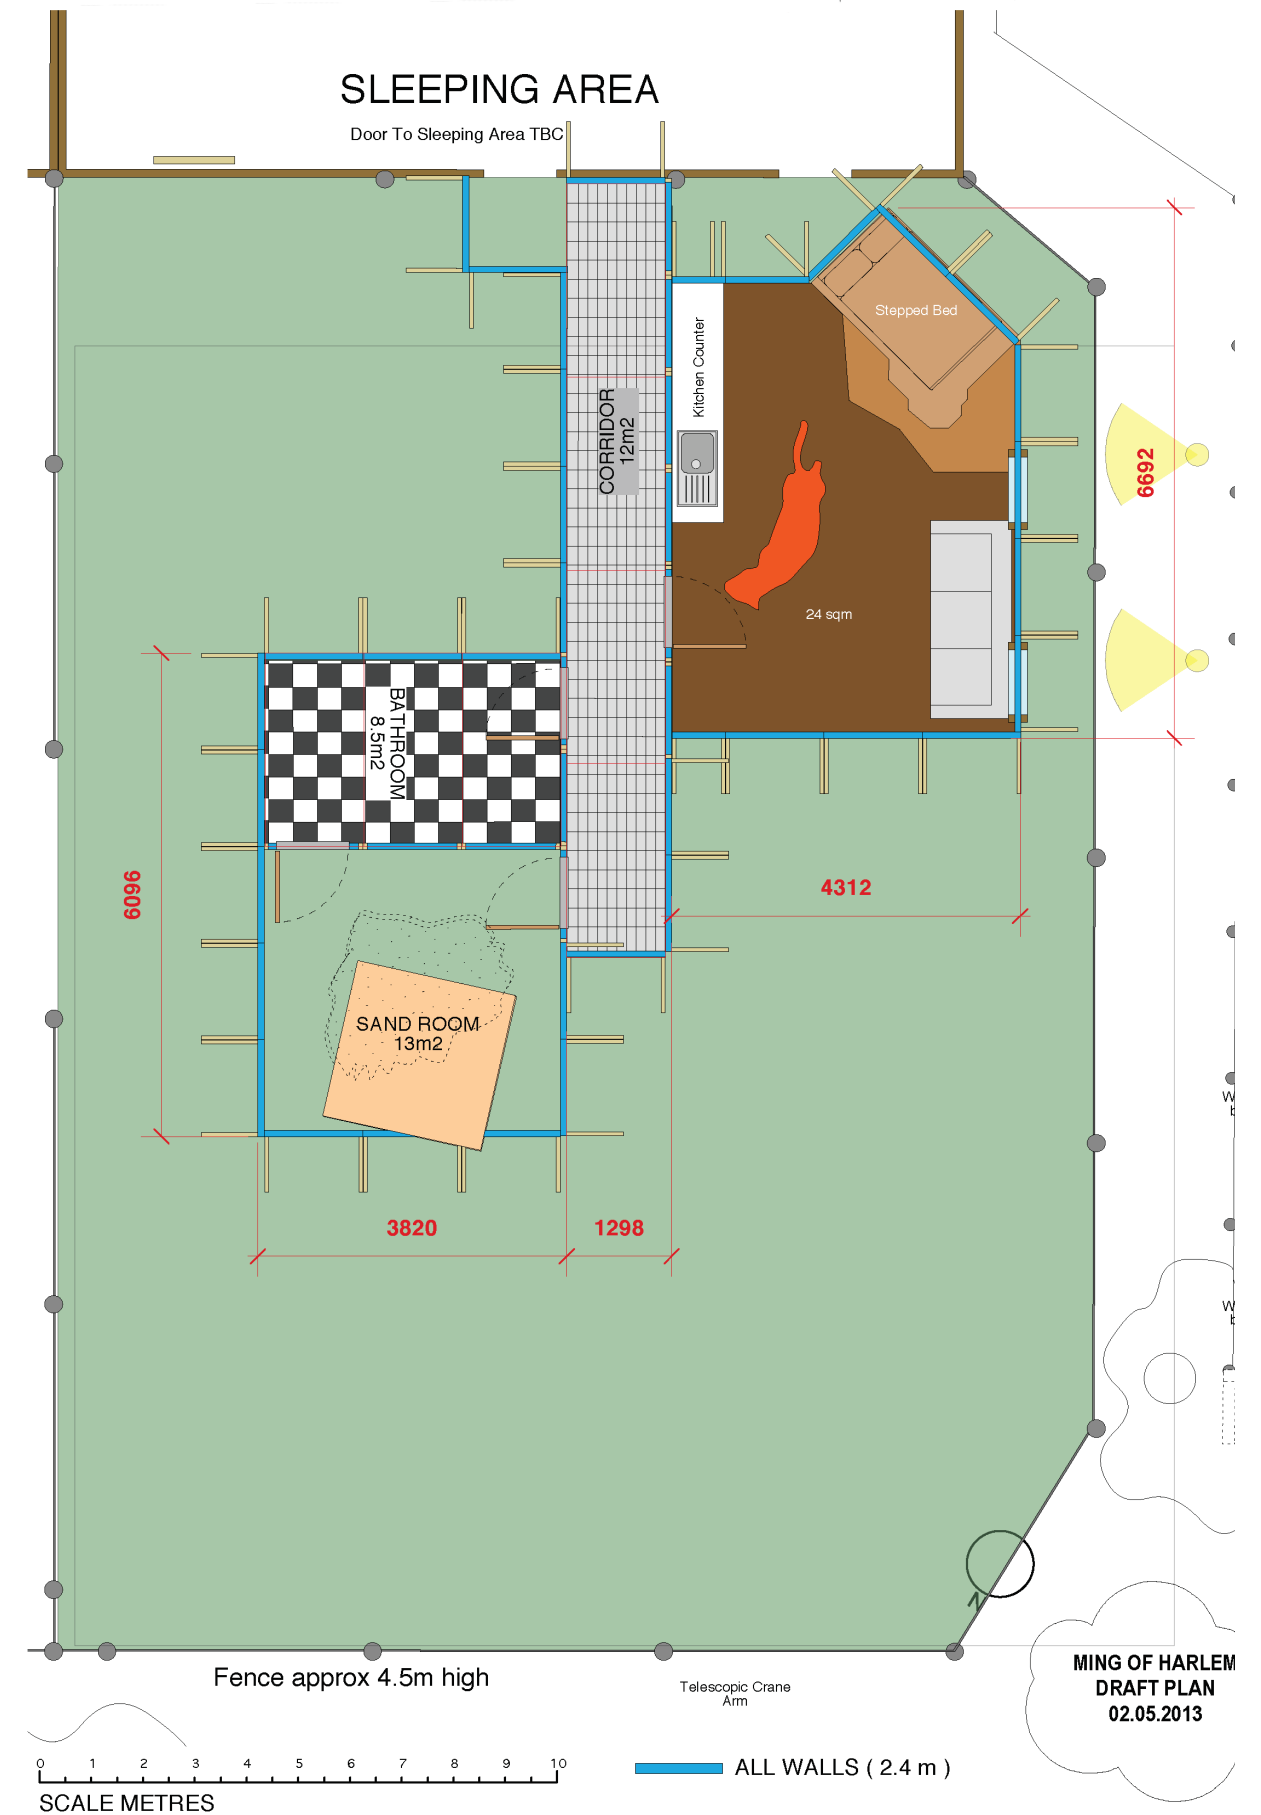 SLEEPING AREA
Door To Sleeping Area TBC
Stepped Bed
Kitchen Counter
CORRIDOR
12m2
6692
24 sqm
BATHROOM
8.5m2
6096
4312
SAND ROOM
13m2
3820
1298
W
W
N
Fence approx 4.5m high
Telescopic Crane
Arm
MING OF HARLEM
DRAFT PLAN
02.05.2013
0 1 2 3 4 5 6 7 8 9 10
SCALE METRES
ALL WALLS ( 2.4 m )